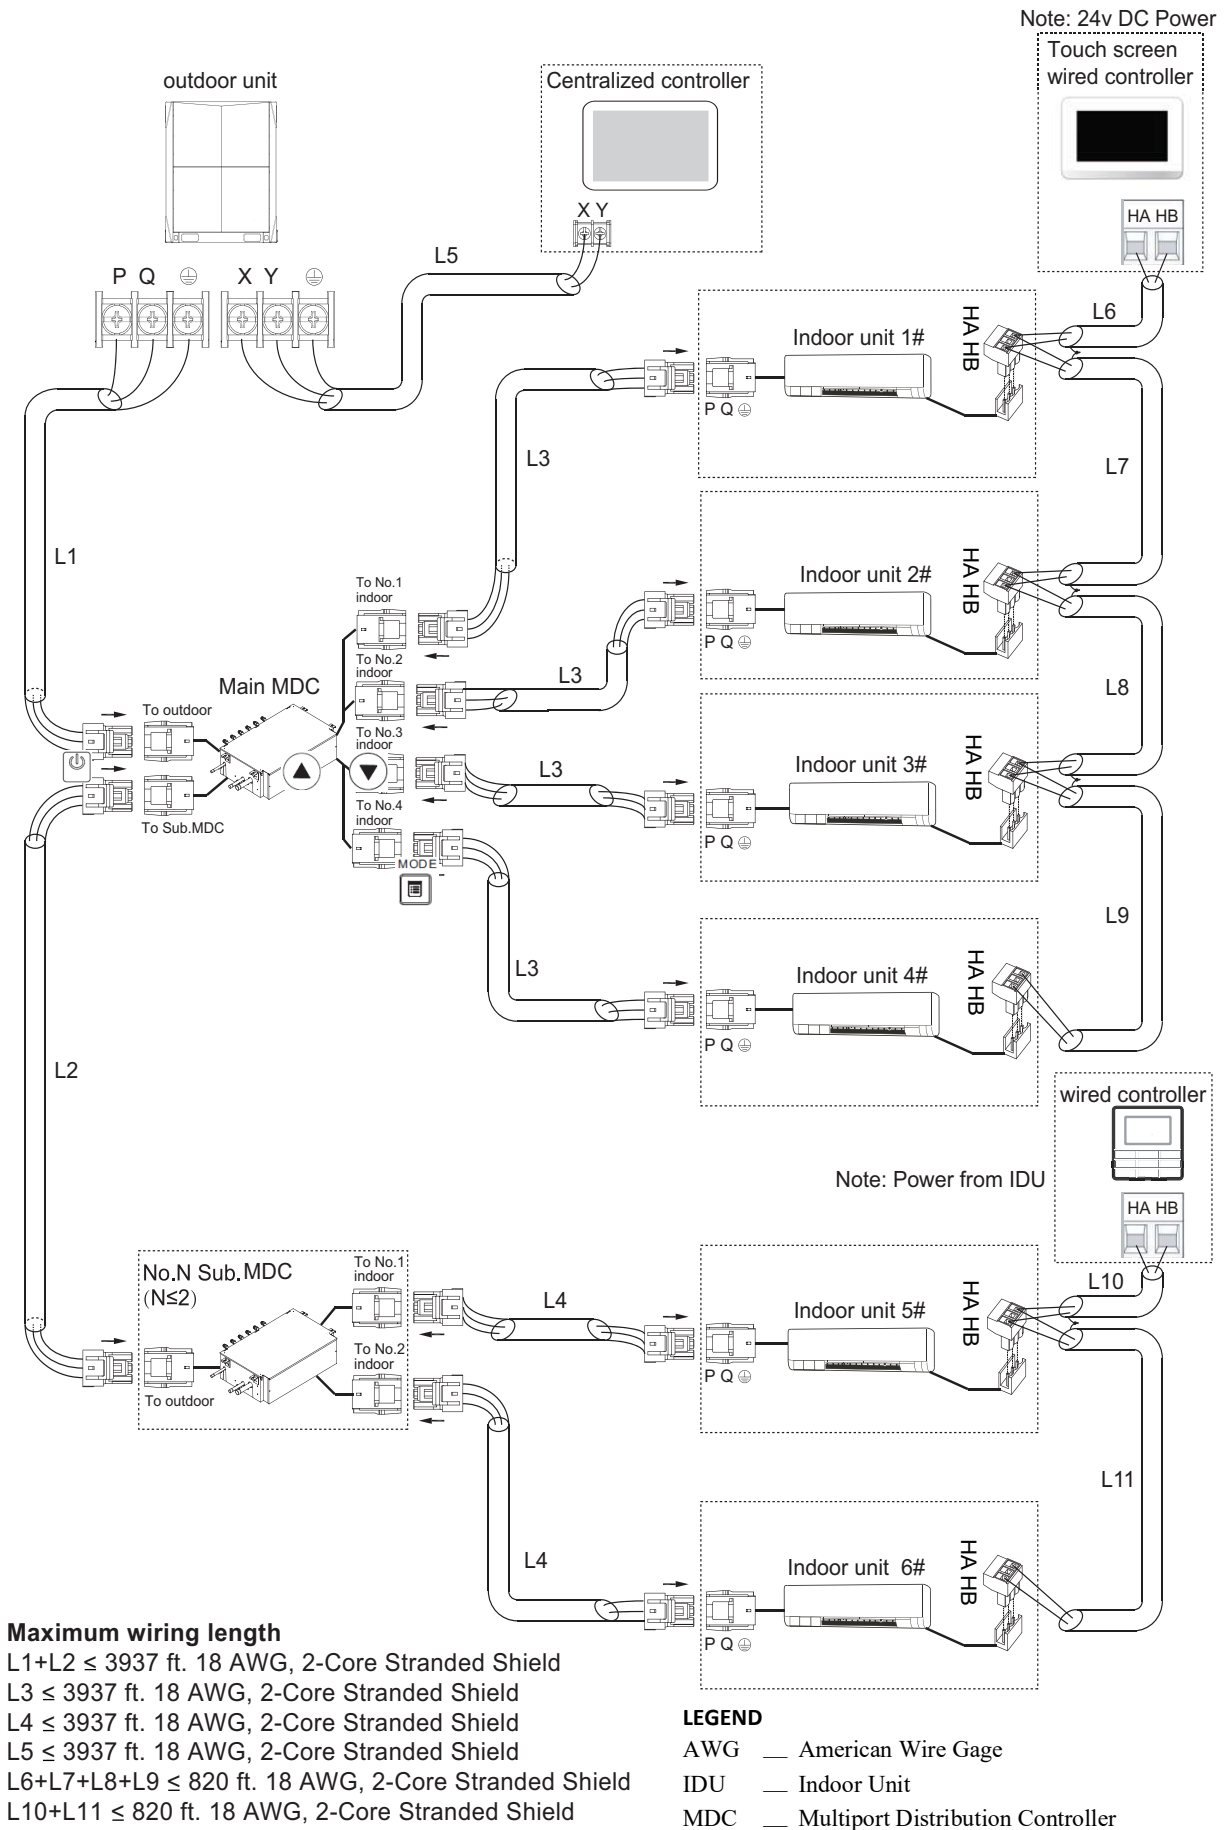 Note: 24v DC Power
Touch screen
wired controller
HA HB
outdoor unit
Centralized controller
X Y
P Q
X Y
L5
L6
Indoor unit 1#
HA HB
P Q
L3
L7
L1
To No.1
indoor
Indoor unit 2#
HA HB
P Q
L3
To No.2
indoor
L8
Main MDC
To outdoor
To No.3
indoor
L3
Indoor unit 3#
HA HB
P Q
To No.4
indoor
To Sub.MDC
MODE
L9
L3
Indoor unit 4#
HA HB
P Q
L2
wired controller
Note: Power from IDU
HA HB
No.N Sub.MDC
(N≤2)
To No.1
indoor
L4
Indoor unit 5#
HA HB
L10
P Q
To No.2
indoor
To outdoor
L11
L4
Indoor unit 6#
HA HB
P Q
Maximum wiring length
L1+L2 ≤ 3937 ft. 18 AWG, 2-Core Stranded Shield
L3 ≤ 3937 ft. 18 AWG, 2-Core Stranded Shield
L4 ≤ 3937 ft. 18 AWG, 2-Core Stranded Shield
L5 ≤ 3937 ft. 18 AWG, 2-Core Stranded Shield
L6+L7+L8+L9 ≤ 820 ft. 18 AWG, 2-Core Stranded Shield
L10+L11 ≤ 820 ft. 18 AWG, 2-Core Stranded Shield
LEGEND
AWG __ American Wire Gage
IDU __ Indoor Unit
MDC __ Multiport Distribution Controller